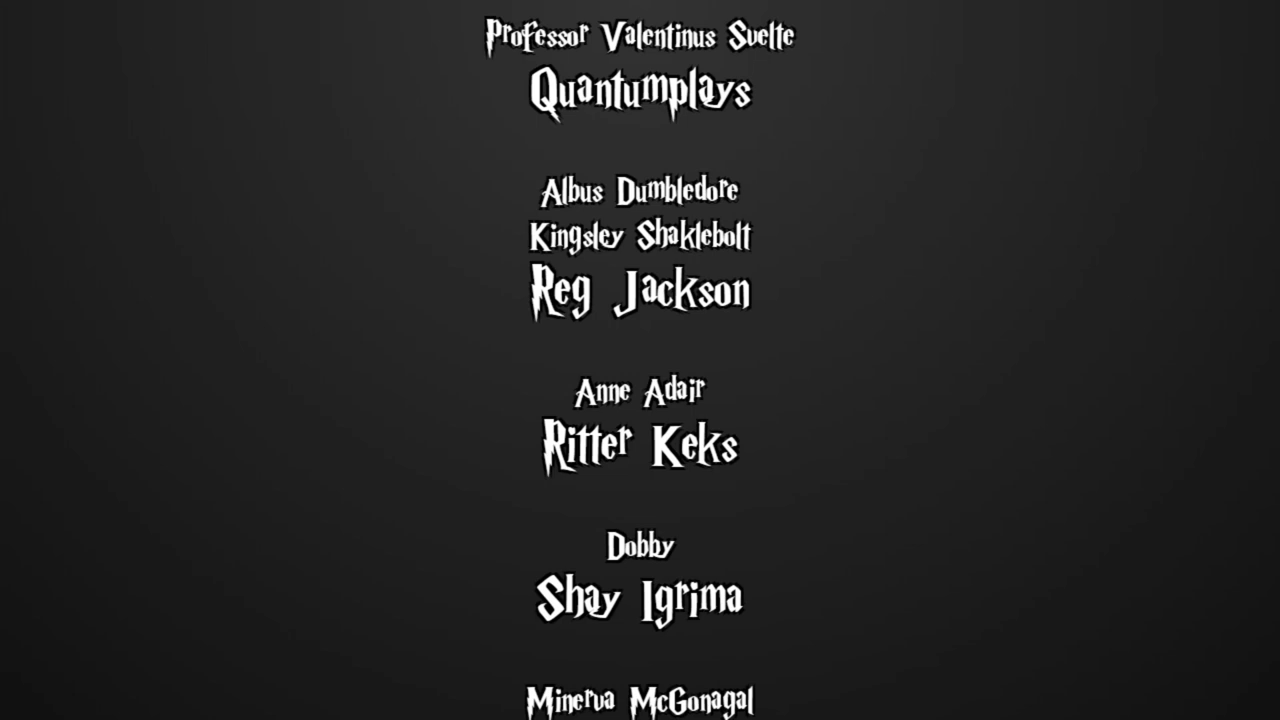 Professor Valentinus Svelte
Quantumplays
Albus Dumbledore
Kingsley Shaklebolt
Reg Jackson
Anne Adair
Ritter Keks
Dobby
Shay Igrima
Minerva McGonagal